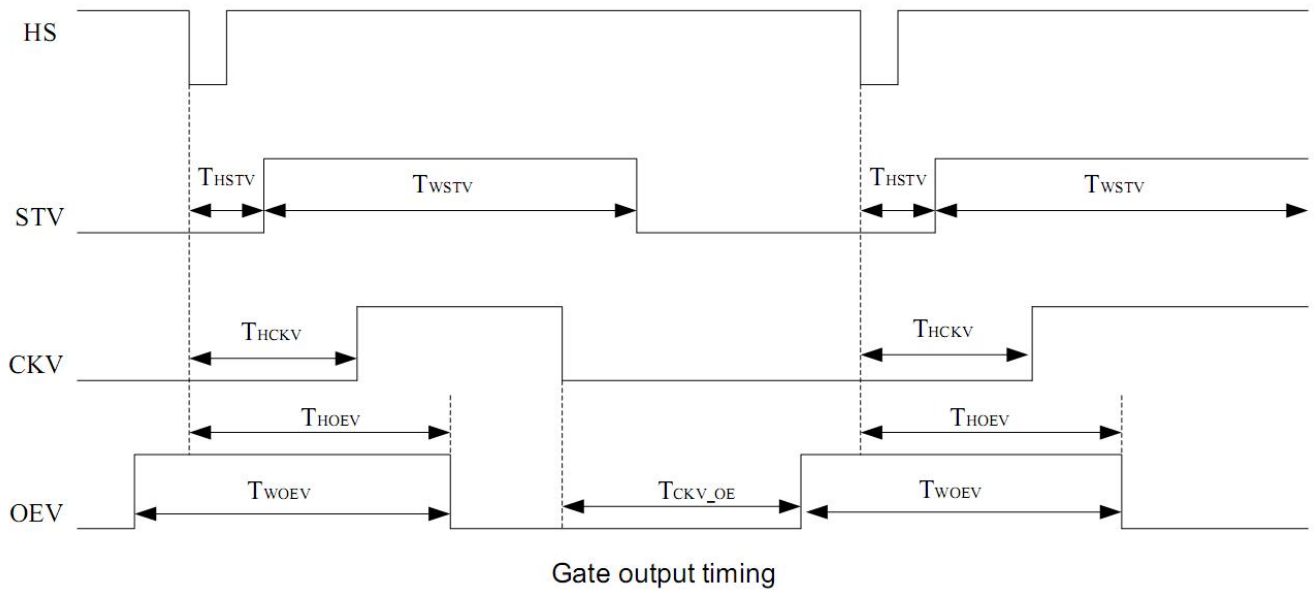 HS
THSTV
TWSTV
THSTV
TWSTV
STV
THCKV
THCKV
CKV
THOEV
THOEV
TWOEV
TCKV_OE
TWOEV
OEV
Gate output timing